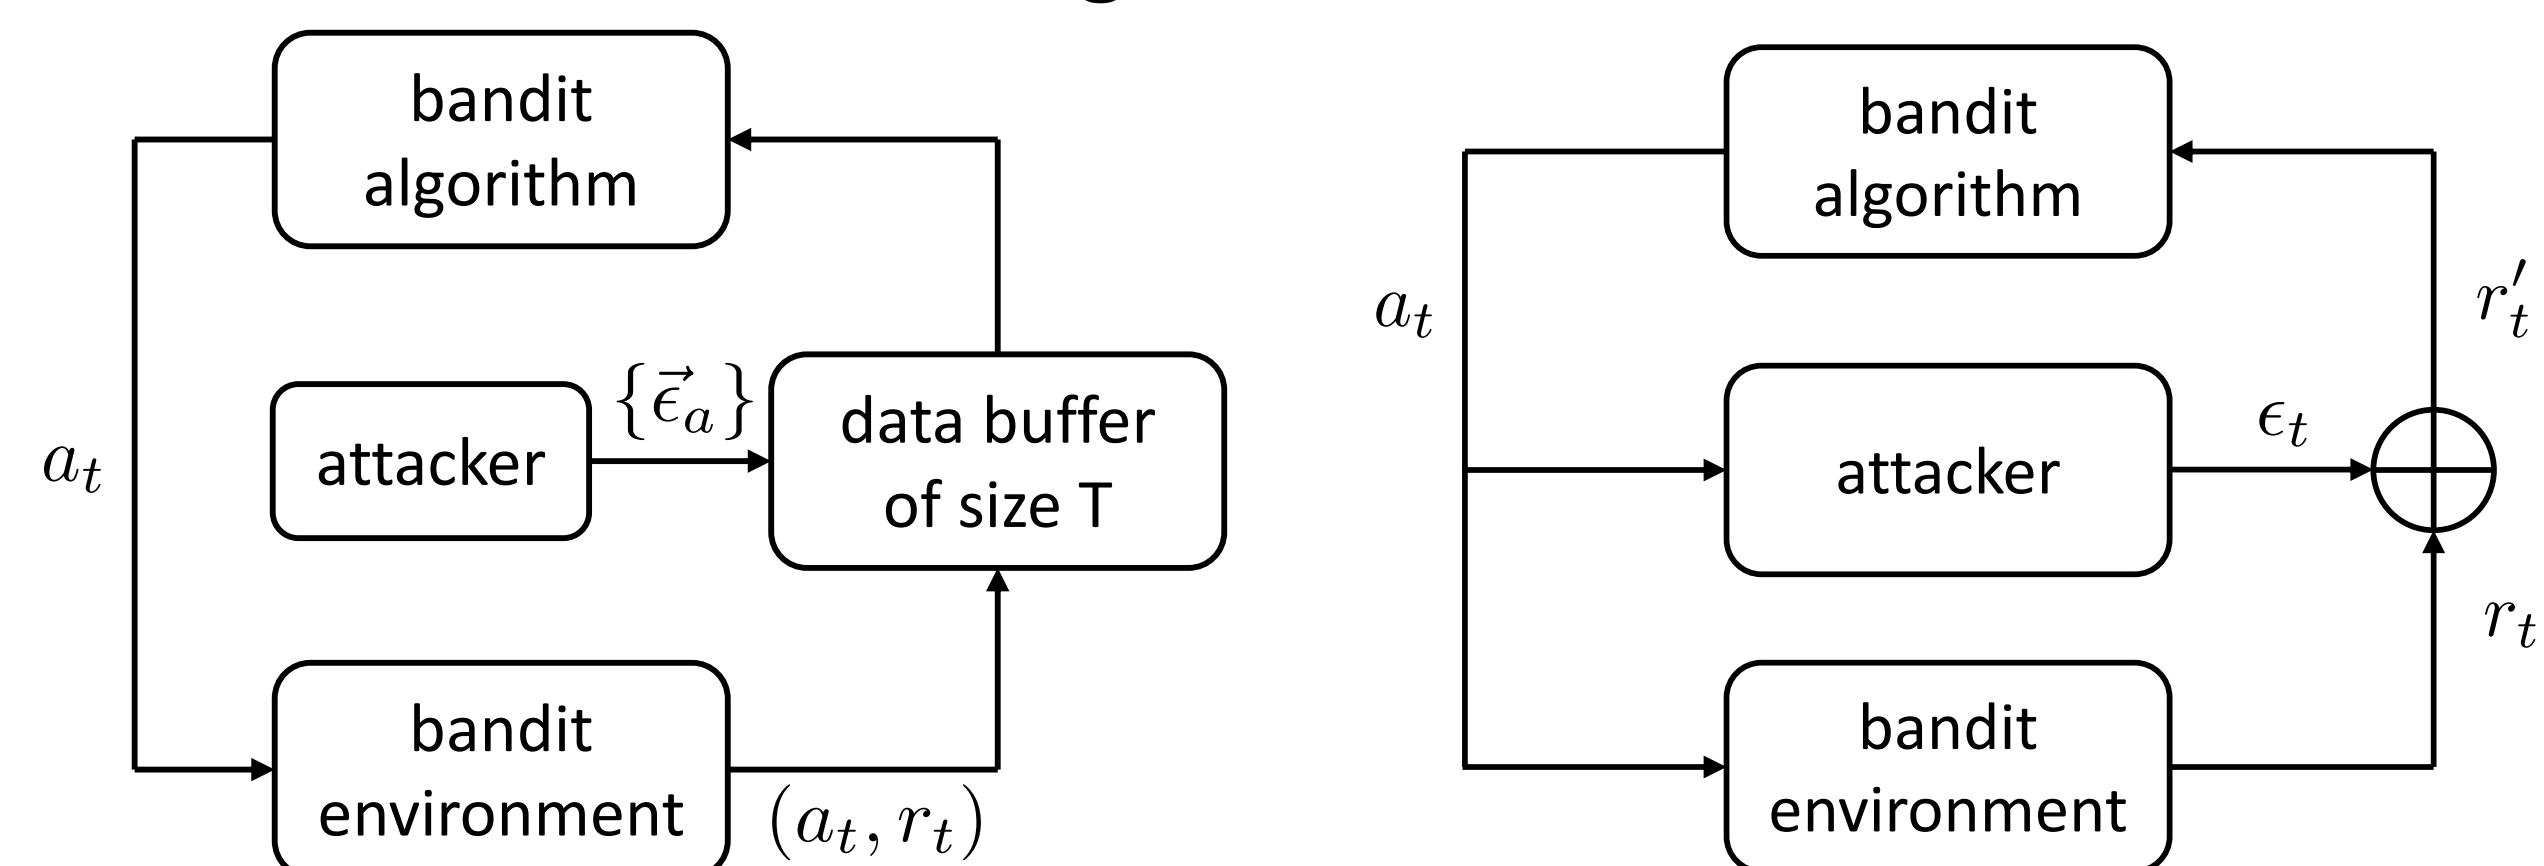 bandit
algorithm
a_t
attacker
{\vec{ϵ}_a}
data buffer
of size T
bandit
environment
(a_t, r_t)
bandit
algorithm
a_t
r'_t
attacker
ϵ_t
r_t
bandit
environment